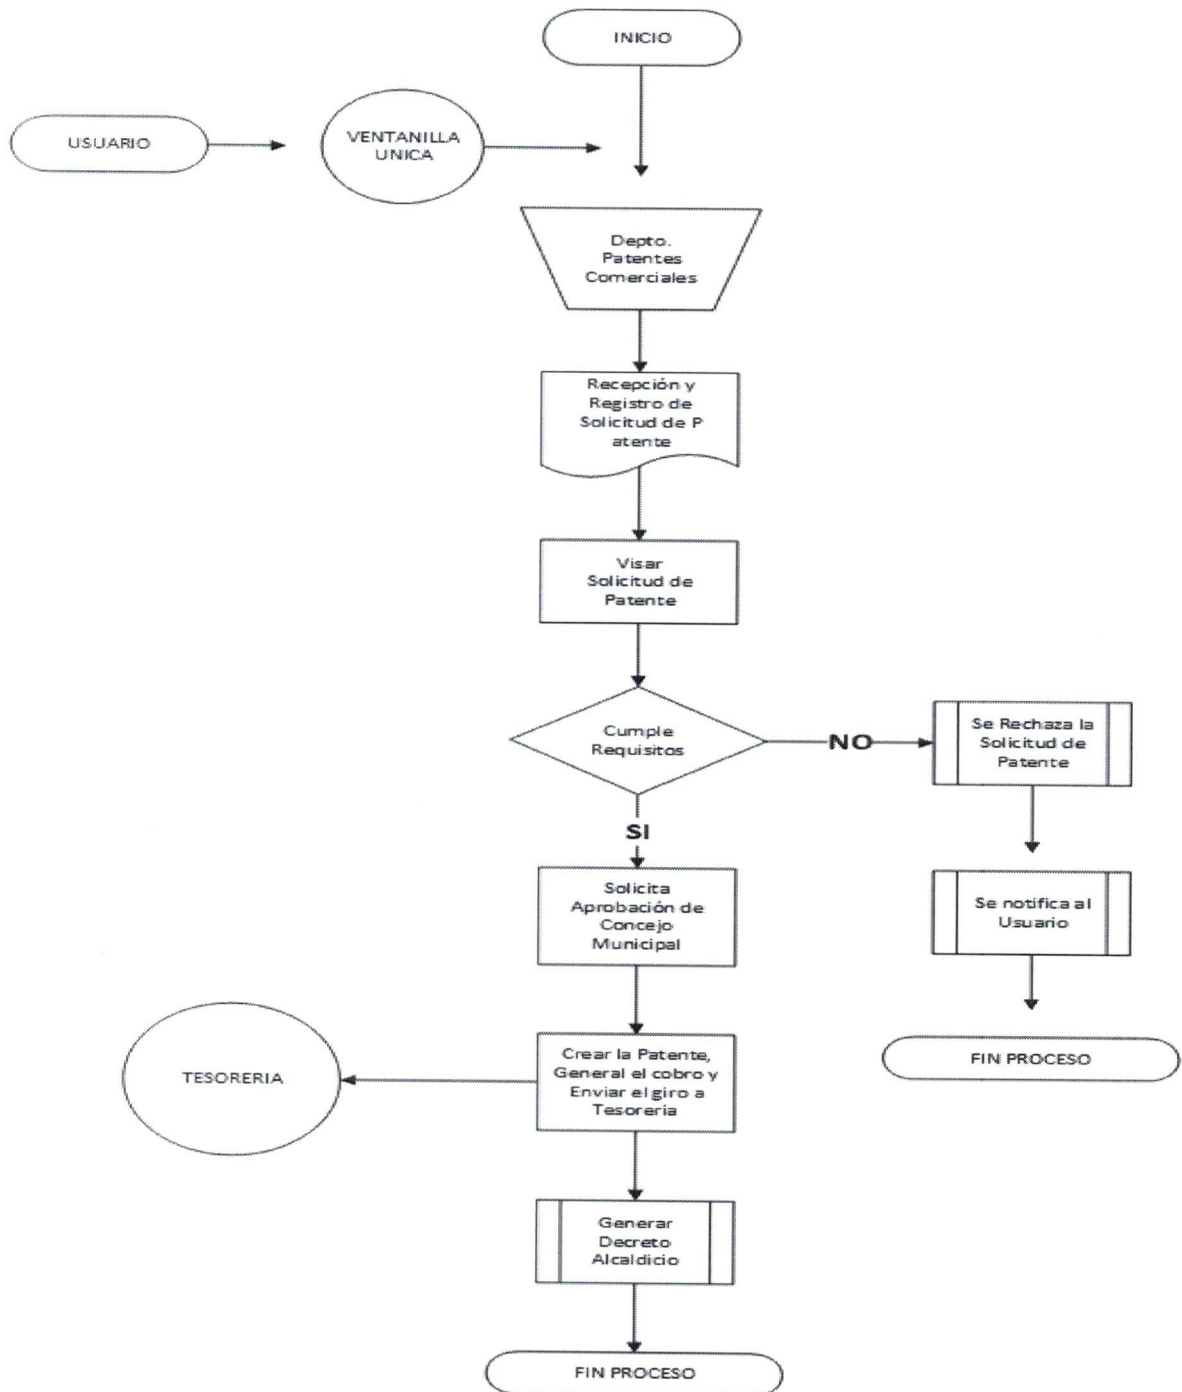 INICIO
USUARIO
VENTANILLA
UNICA
Depto.
Patentes
Comerciales
Recepción y
Registro de
Solicitud de P
atente
Visar
Solicitud de
Patente
Cumple
Requisitos
NO
Se Rechaza la
Solicitud de
Patente
SI
Solicita
Aprobación de
Concejo
Municipal
Se notifica al
Usuario
Crear la Patente,
General el cobro y
Enviar el giro a
Tesorería
TESORERIA
FIN PROCESO
Generar
Decreto
Alcaldicio
FIN PROCESO